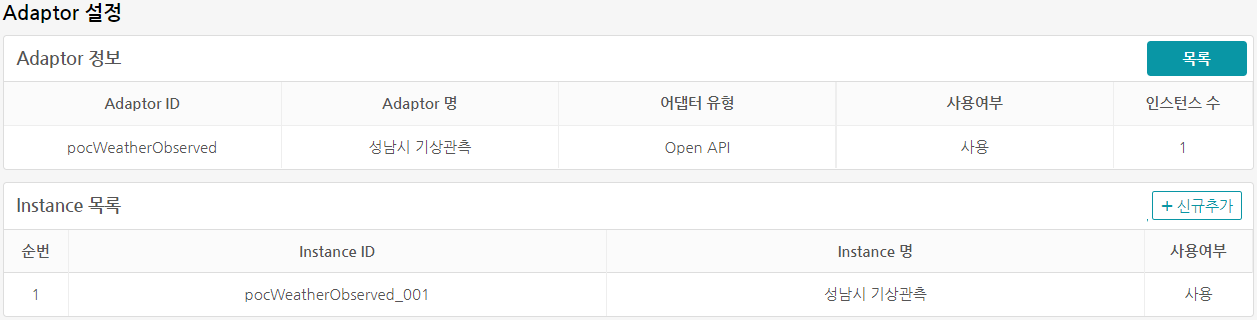 Adaptor 설정
Adaptor 정보 목록
Adaptor ID Adaptor 명 어댑터 유형 사용여부 인스턴스 수
pocWeatherObserved 성남시 기상관측 Open API 사용 1
Instance 목록 + 신규추가
순번 Instance ID Instance 명 사용여부
1 pocWeatherObserved_001 성남시 기상관측 사용